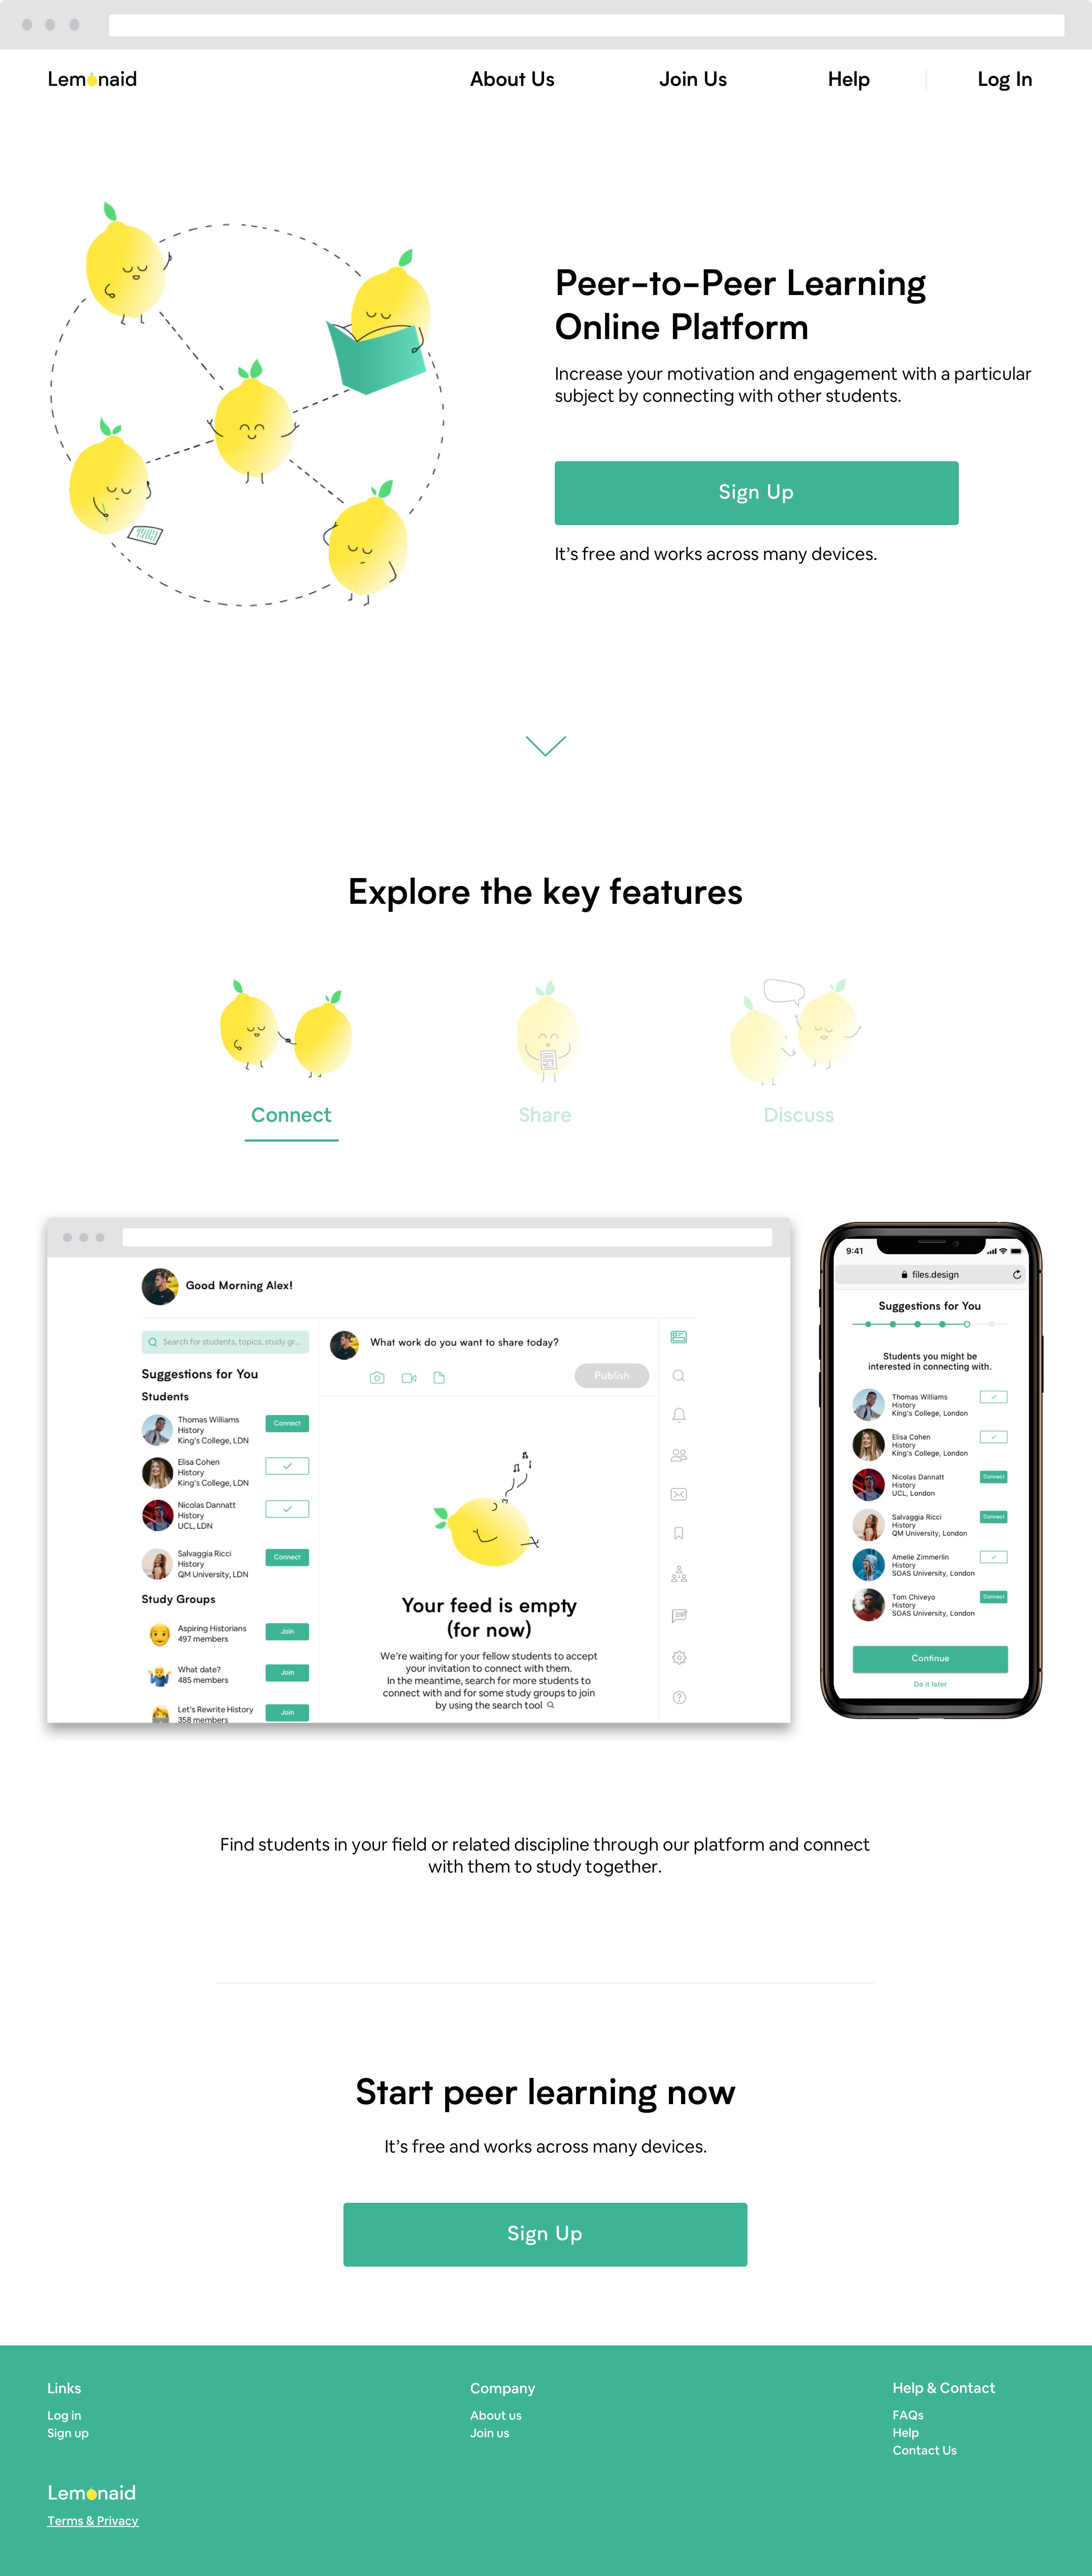 Lemonaid
About Us
Join Us
Help
Log In
Peer-to-Peer Learning
Online Platform
Increase your motivation and engagement with a particular
subject by connecting with other students.
Sign Up
It's free and works across many devices.
Explore the key features
Connect
Share
Discuss
Good Morning Alex!
Search for students, topics, study gr...
Suggestions for You
Students
Thomas Williams
History
King's College, LDN
Connect
Elisa Cohen
History
King's College, LDN
Nicolas Dannatt
History
UCL, LDN
Salvaggia Ricci
History
QM University, LDN
Connect
Study Groups
Aspiring Historians
497 members
Join
What date?
485 members
Join
Let's Rewrite History
358 members
Join
What work do you want to share today?
Publish
Your feed is empty
(for now)
We're waiting for your fellow students to accept
your invitation to connect with them.
In the meantime, search for more students to
connect with and for some study groups to join
by using the search tool
9:41
files.design
Suggestions for You
Students you might be
interested in connecting with.
Thomas Williams
History
King's College, London
Elisa Cohen
History
King's College, London
Nicolas Dannatt
History
UCL, London
Connect
Salvaggia Ricci
History
QM University, London
Connect
Amelie Zimmerlin
History
SOAS University, London
Tom Chiveyo
History
SOAS University, London
Connect
Continue
Do it later
Find students in your field or related discipline through our platform and connect
with them to study together.
Start peer learning now
It's free and works across many devices.
Sign Up
Links
Log in
Sign up
Company
About us
Join us
Help & Contact
FAQs
Help
Contact Us
Lemonaid
Terms & Privacy